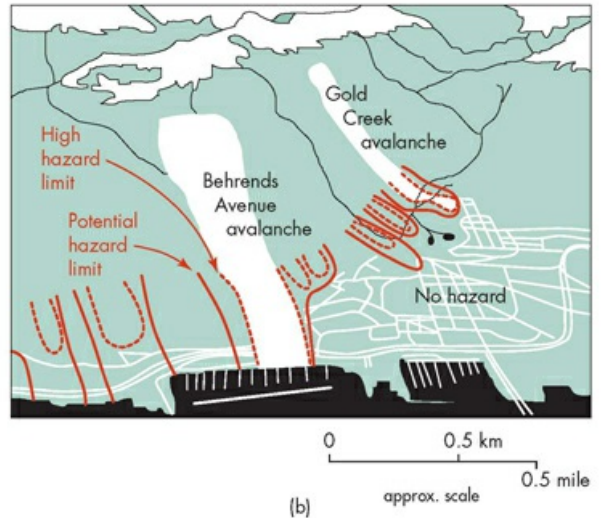 Gold
Creek
avalanche
High
hazard
limit
Behrends
Avenue
avalanche
Potential
hazard
limit
No hazard
0
0.5 km
0.5 mile
approx. scale
(b)